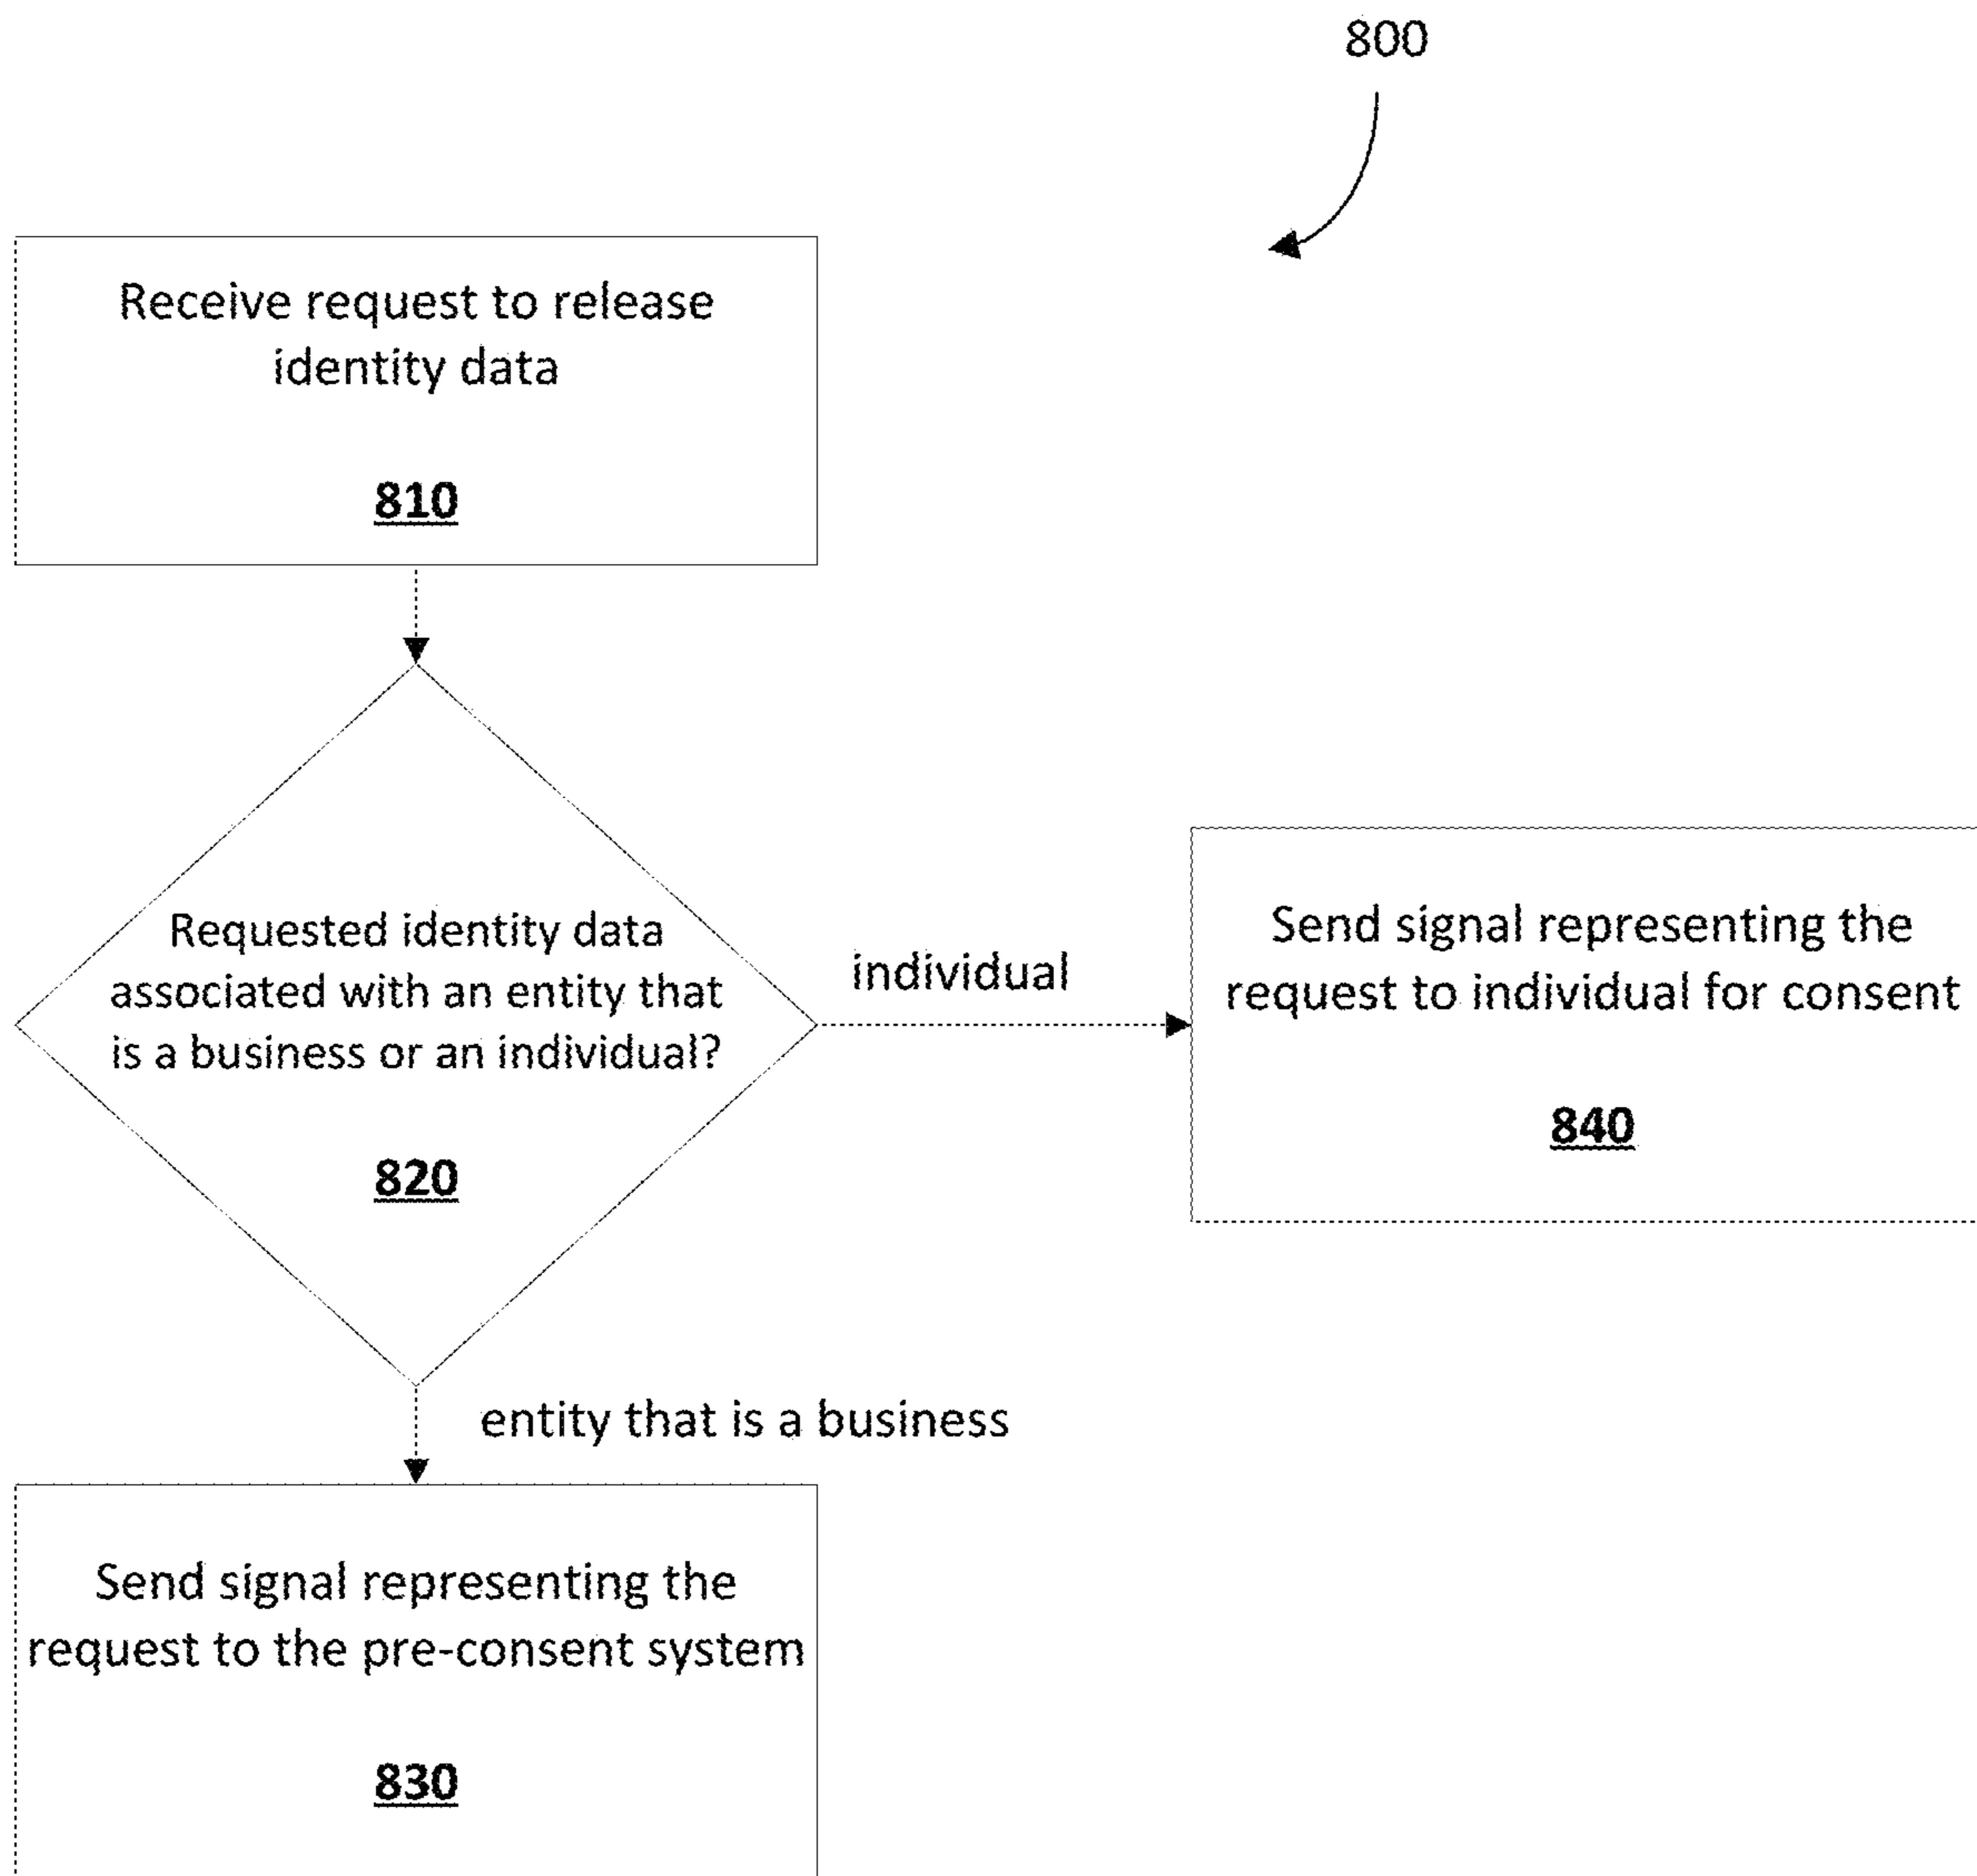 800
Receive request to release
identity data
810
Requested identity data
associated with an entity that
is a business or an individual?
820
individual
Send signal representing the
request to individual for consent
840
entity that is a business
Send signal representing the
request to the pre-consent system
830